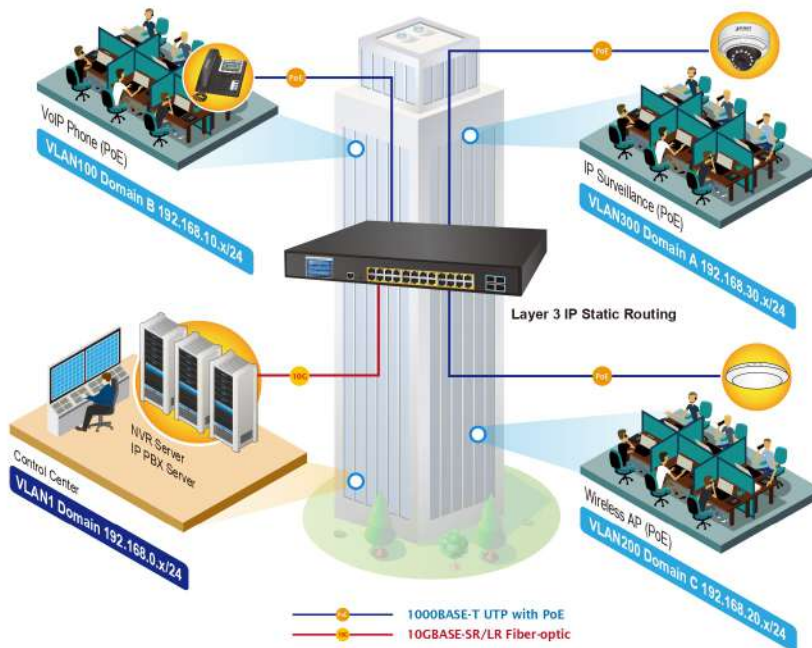 PoE
PoE
VoIP Phone (PoE)
VLAN100 Domain B 192.168.10.x/24
IP Surveillance (PoE)
VLAN300 Domain A 192.168.30.x/24
Layer 3 IP Static Routing
10G
PoE
NVR Server
IP PBX Server
Control Center
VLAN1 Domain 192.168.0.x/24
Wireless AP (PoE)
VLAN200 Domain C 192.168.20.x/24
1000BASE-T UTP with PoE
10GBASE-SR/LR Fiber-optic